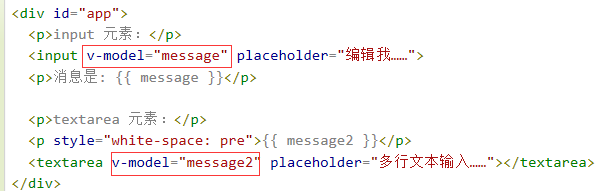 <div id="app">
<p>input 元素：</p>
<input v-model="message" placeholder="编辑我……">
<p>消息是: {{ message }}</p>
<p>textarea 元素：</p>
<p style="white-space: pre">{{ message2 }}</p>
<textarea v-model="message2" placeholder="多行文本输入……"></textarea>
</div>